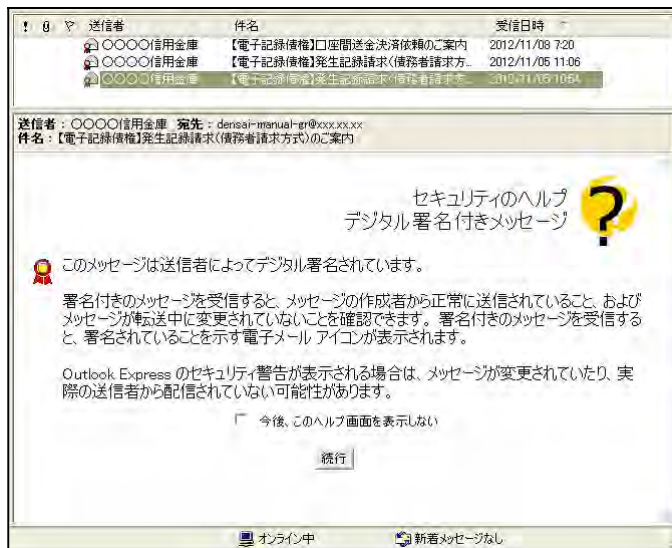 ! 送信者 件名 受信日時
〇〇〇〇信用金庫 【電子記録債権】口座間送金決済依頼のご案内 2012/11/08 7:20
〇〇〇〇信用金庫 【電子記録債権】発生記録請求(債務者請求方... 2012/11/05 11:06
〇〇〇〇信用金庫 【電子記録債権】発生記録請求(債務者請求方...
送信者: 〇〇〇〇信用金庫 宛先: densai-manual-gr@xxx.xx.xx
件名: 【電子記録債権】発生記録請求(債務者請求方式)のご案内
セキュリティのヘルプ
デジタル署名付きメッセージ
このメッセージは送信者によってデジタル署名されています。
署名付きのメッセージを受信すると、メッセージの作成者から正常に送信されていること、および
メッセージが転送中に変更されていないことを確認できます。署名付きのメッセージを受信する
と、署名されていることを示す電子メール アイコンが表示されます。
Outlook Express のセキュリティ警告が表示される場合は、メッセージが変更されていたり、実
際の送信者から配信されていない可能性があります。
今後、このヘルプ画面を表示しない
続行
オンライン中 新着メッセージなし